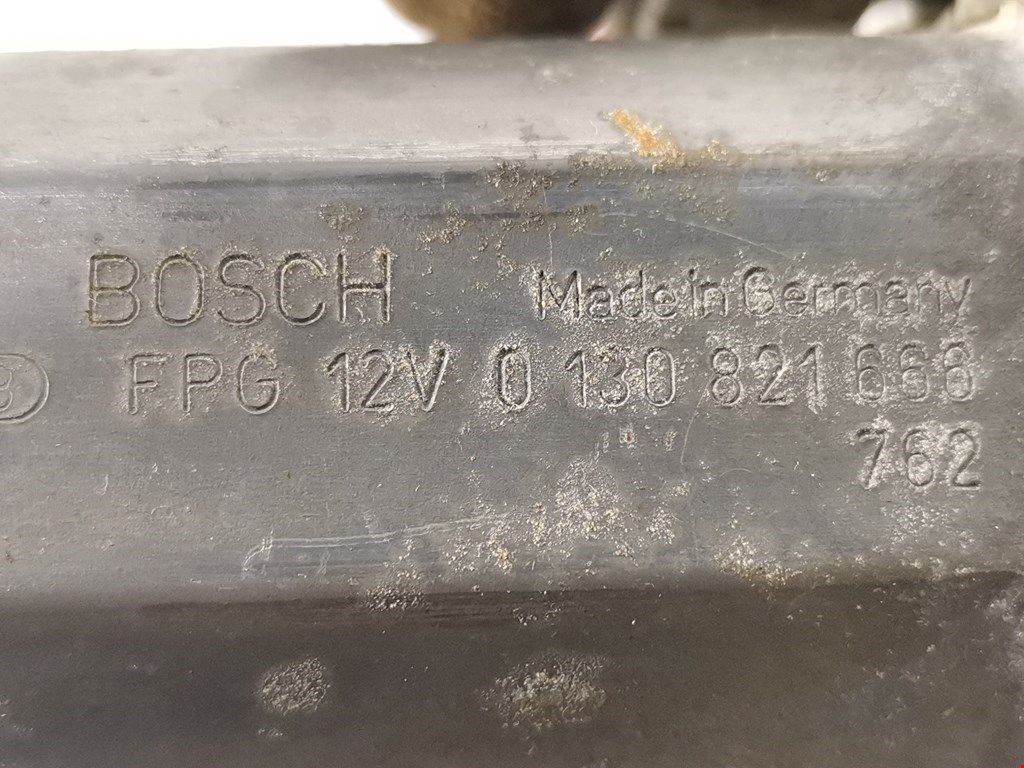 BOSCH Made in Germany
FPG 12V 0 130 821 666
762